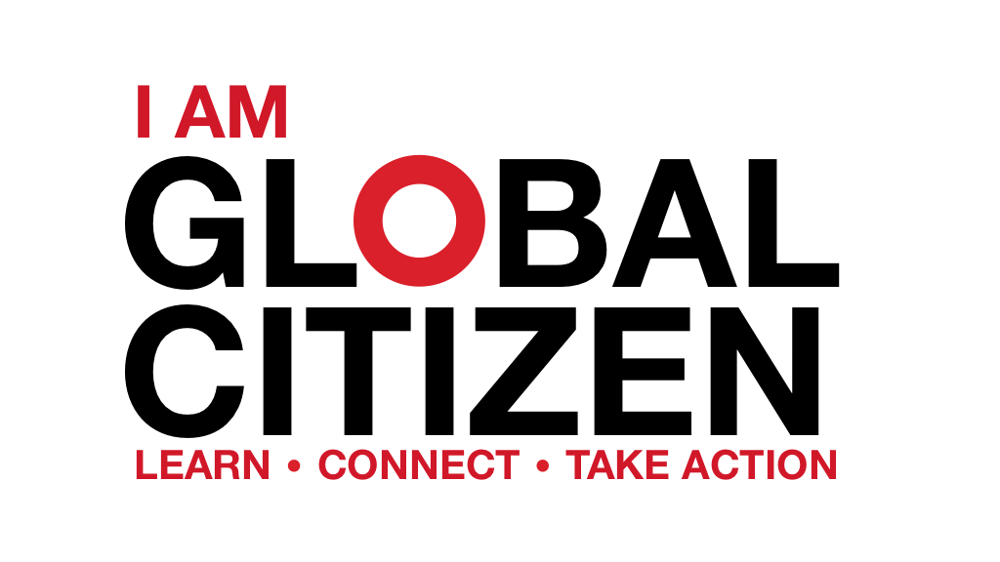 I AM
GLOBAL
CITIZEN
LEARN • CONNECT • TAKE ACTION